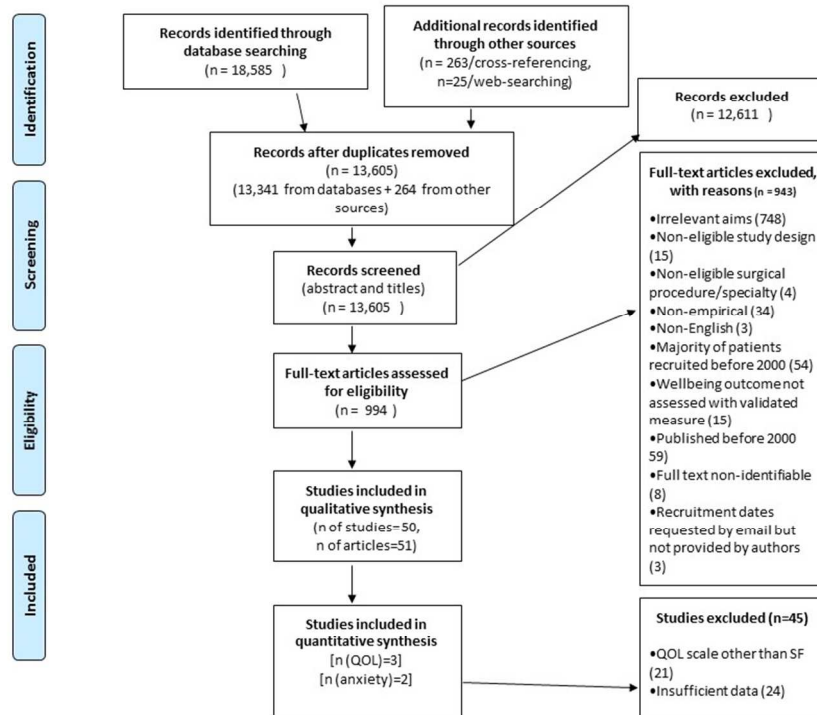 Identification
Records identified through
database searching
(n = 18,585 )
Additional records identified
through other sources
(n = 263/cross-referencing,
n=25/web-searching)
Records after duplicates removed
(n = 13,605)
(13,341 from databases + 264 from other
sources)
Records excluded
(n = 12,611 )
Screening
Records screened
(abstract and titles)
(n = 13,605 )
Eligibility
Full-text articles assessed
for eligibility
(n = 994 )
Full-text articles excluded,
with reasons (n = 943)
•Irrelevant aims (748)
•Non-eligible study design
(15)
•Non-eligible surgical
procedure/specialty (4)
•Non-empirical (34)
•Non-English (3)
•Majority of patients
recruited before 2000 (54)
•Wellbeing outcome not
assessed with validated
measure (15)
•Published before 2000
59)
•Full text non-identifiable
(8)
•Recruitment dates
requested by email but
not provided by authors
(3)
Included
Studies included in
qualitative synthesis
(n of studies=50,
n of articles=51)
Studies included in
quantitative synthesis
[n (QOL)=3]
[n (anxiety)=2]
Studies excluded (n=45)
•QOL scale other than SF
(21)
•Insufficient data (24)